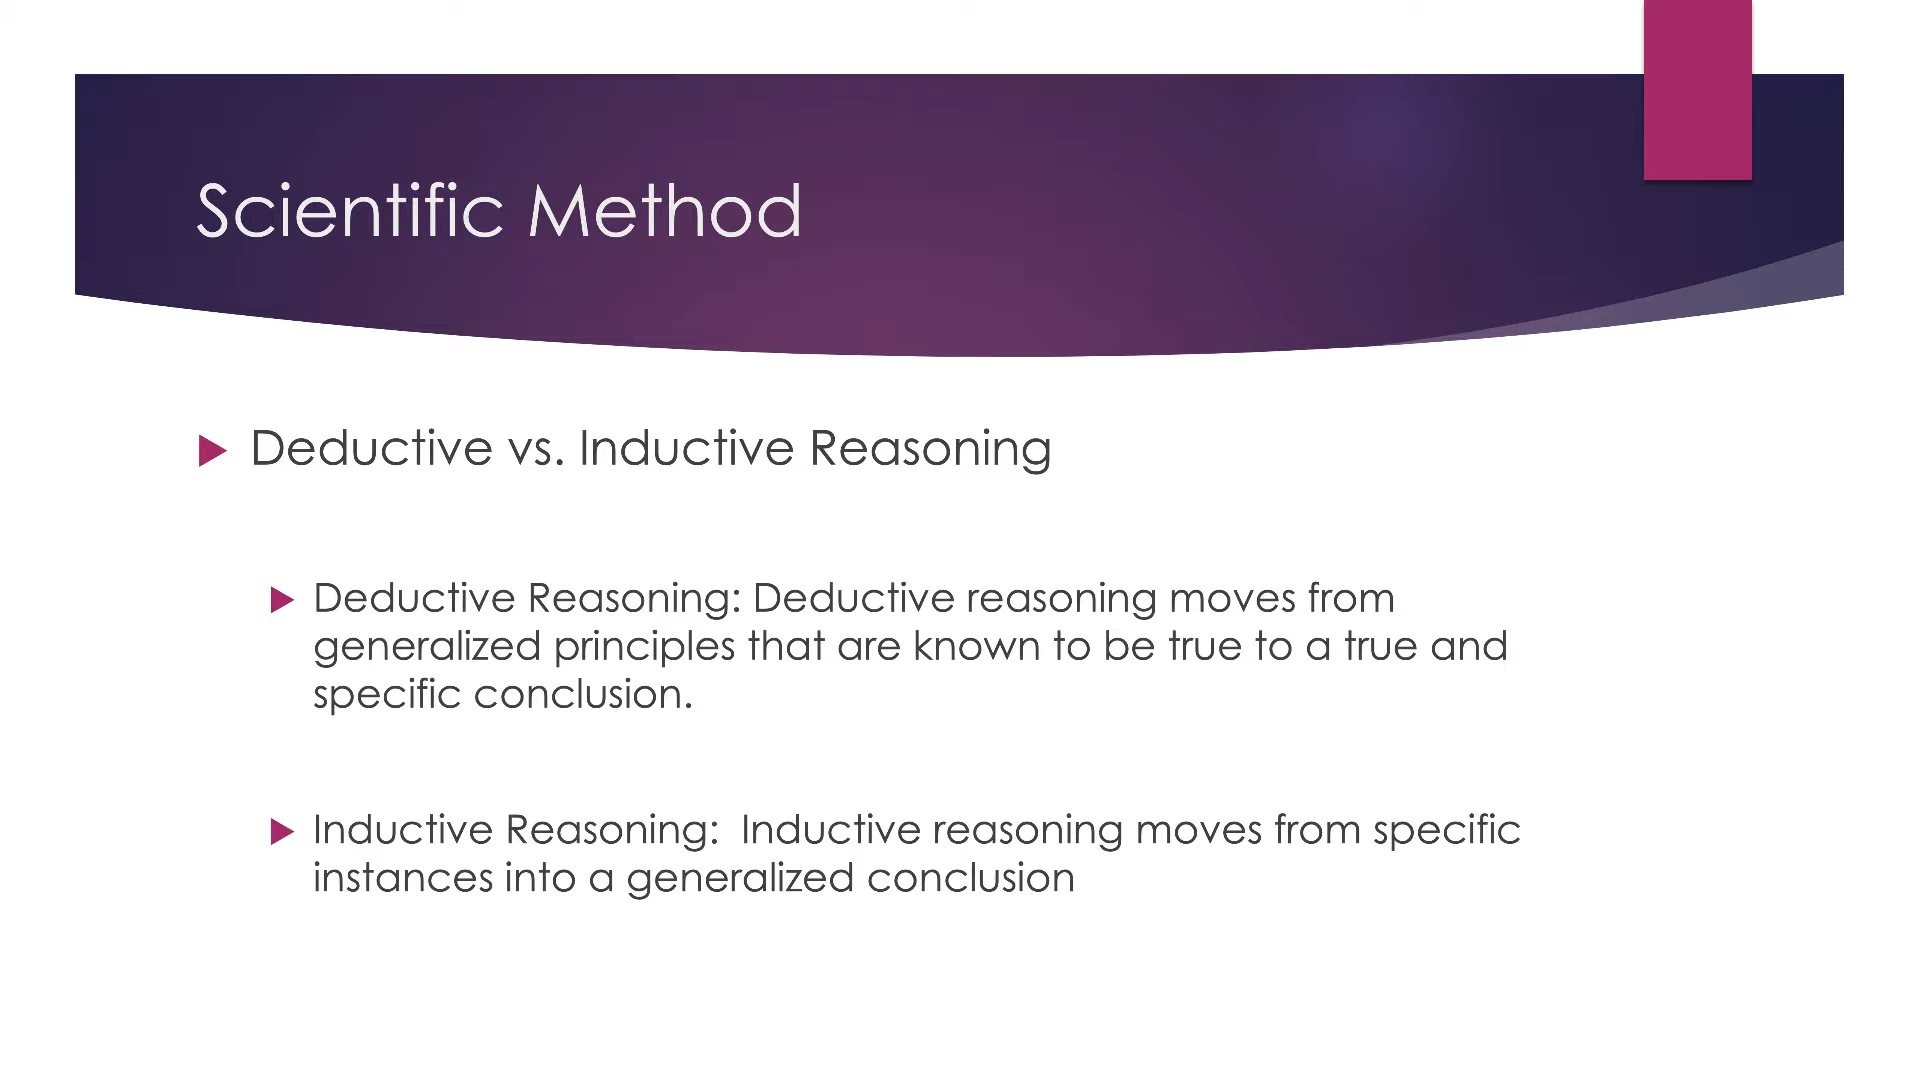 Scientific Method
Deductive vs. Inductive Reasoning
Deductive Reasoning: Deductive reasoning moves from
generalized principles that are known to be true to a true and
specific conclusion.
Inductive Reasoning:  Inductive reasoning moves from specific
instances into a generalized conclusion